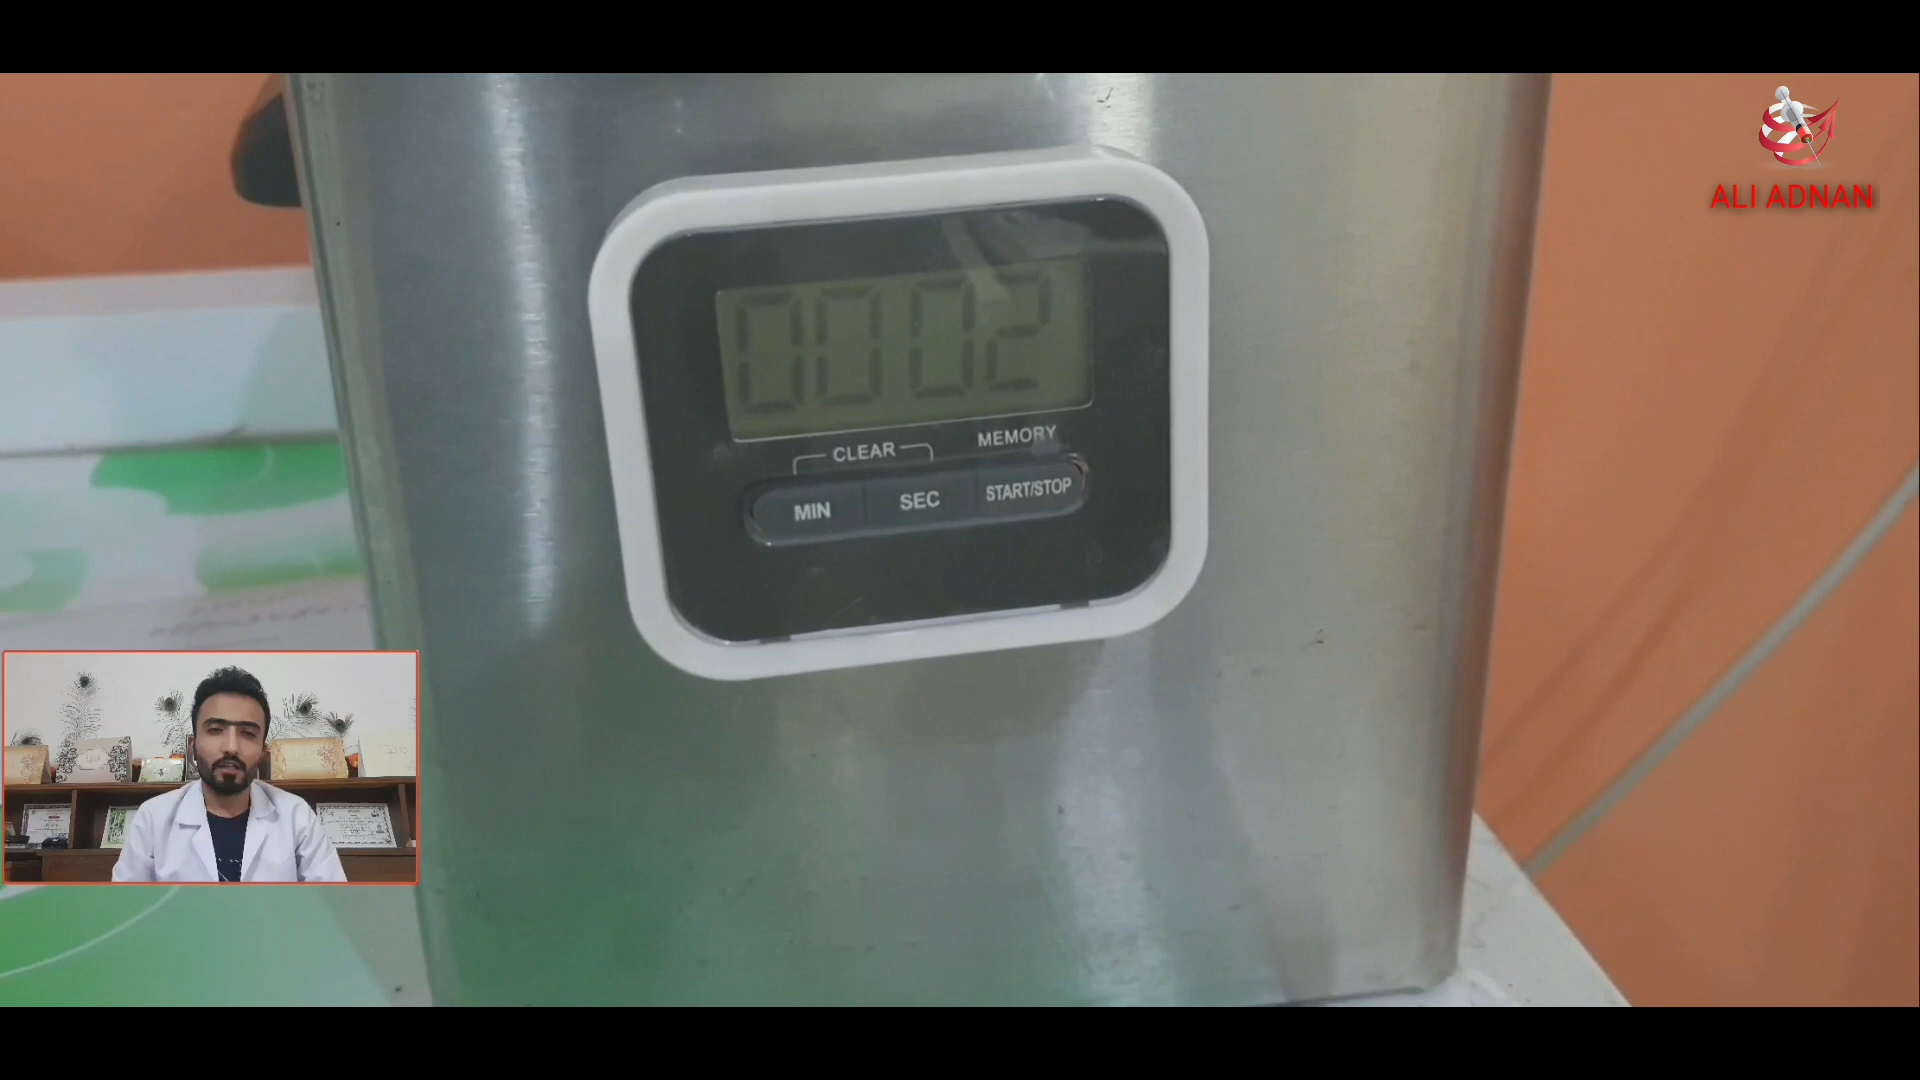 ALI ADNAN
0002
CLEAR
MEMORY
MIN
SEC
START/STOP